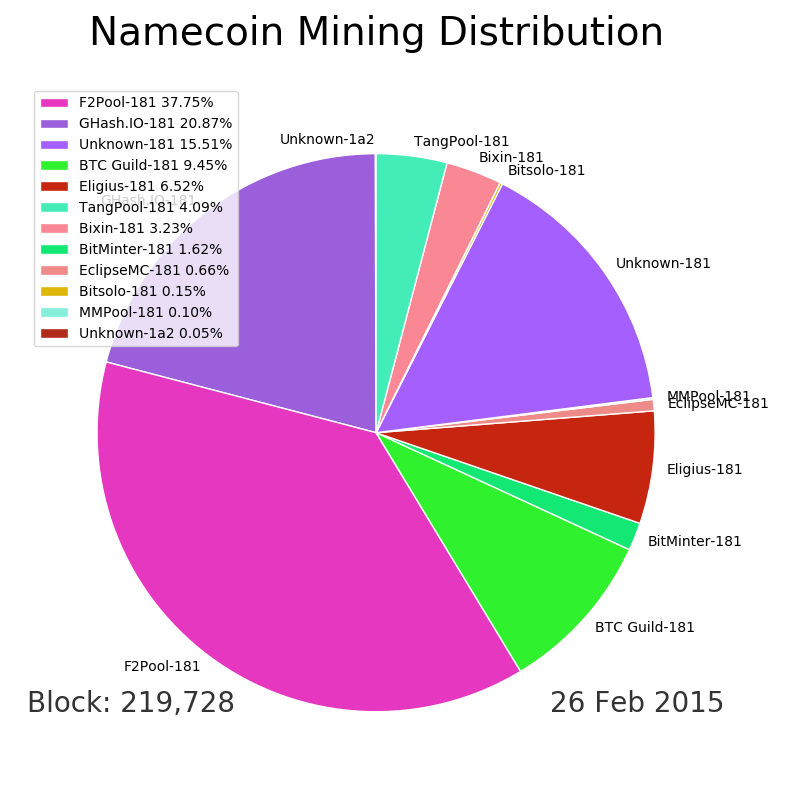 Namecoin Mining Distribution
F2Pool-181 37.75%
GHash.IO-181 20.87%
Unknown-181 15.51%
BTC Guild-181 9.45%
Eligius-181 6.52%
TangPool-181 4.09%
Bixin-181 3.23%
BitMinter-181 1.62%
EclipseMC-181 0.66%
Bitsolo-181 0.15%
MMPool-181 0.10%
Unknown-1a2 0.05%
Unknown-1a2
TangPool-181
Bixin-181
Bitsolo-181
GHash.IO-181
Unknown-181
MMPool-181
EclipseMC-181
Eligius-181
BitMinter-181
BTC Guild-181
F2Pool-181
Block: 219,728
26 Feb 2015